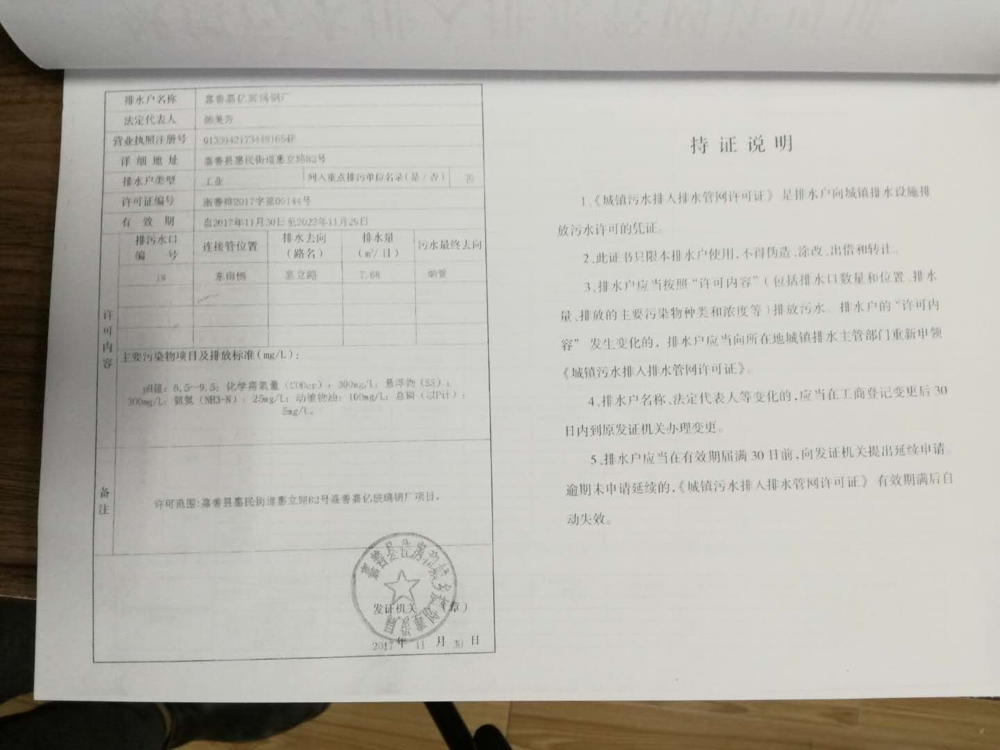 排水户名称 嘉善嘉亿玻璃钢厂
法定代表人
营业执照注册号
详细地址 嘉善县惠民街道惠立路82号
排水户类型 工业 列入重点排污单位名录(是/否) 否
许可证编号 浙善排2017字第00144号
有效期 自2017年11月30日至2022年11月29日
许可内容
排污水口编号 连接管位置 排水去向(路名) 排水量(m³/日) 污水最终去向
1# 东南侧 惠立路 7.68 纳管
主要污染物项目及排放标准(mg/L):
pH值：6.5~9.5；化学需氧量（CODcr）：300mg/L；悬浮物（SS）：
300mg/L；氨氮（NH3-N）：25mg/L；动植物油：100mg/L；总磷（以P计）：
5mg/L。
备注
许可范围:嘉善县惠民街道惠立路82号嘉善嘉亿玻璃钢厂项目。
发证机关 (章)
2017年11月30日
持证说明
1、《城镇污水排入排水管网许可证》是排水户向城镇排水设施排
放污水许可的凭证。
2、此证书只限本排水户使用,不得伪造、涂改、出借和转让。
3、排水户应当按照“许可内容”(包括排水口数量和位置、排水
量、排放的主要污染物种类和浓度等)排放污水。排水户的“许可内
容”发生变化的，排水户应当向所在地城镇排水主管部门重新申领
《城镇污水排入排水管网许可证》。
4、排水户名称、法定代表人等变化的,应当在工商登记变更后30
日内到原发证机关办理变更。
5、排水户应当在有效期届满30日前,向发证机关提出延续申请。
逾期未申请延续的,《城镇污水排入排水管网许可证》有效期满后自
动失效。